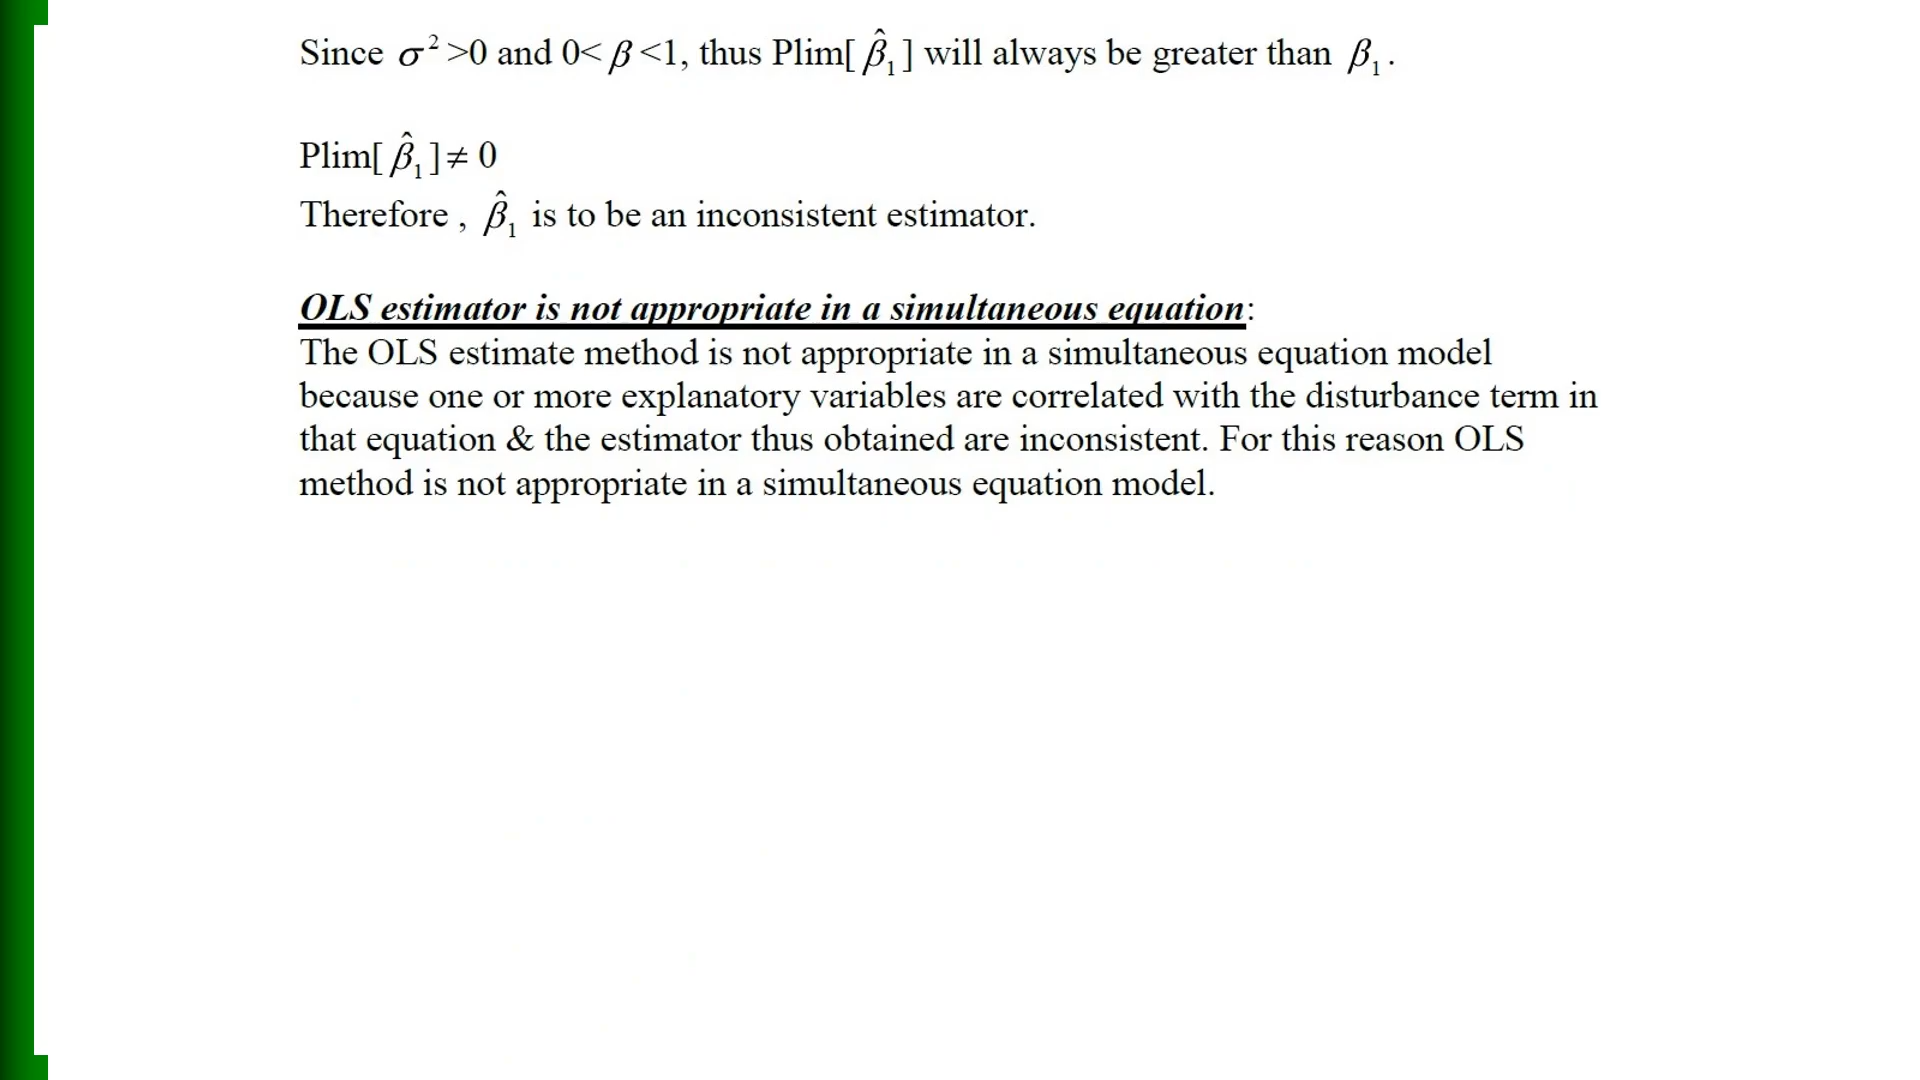 Since σ² >0 and 0< β <1, thus Plim[ β̂₁ ] will always be greater than β₁ .
Plim[ β̂₁ ] ≠ 0
Therefore , β̂₁ is to be an inconsistent estimator.
OLS estimator is not appropriate in a simultaneous equation:
The OLS estimate method is not appropriate in a simultaneous equation model
because one or more explanatory variables are correlated with the disturbance term in
that equation & the estimator thus obtained are inconsistent. For this reason OLS
method is not appropriate in a simultaneous equation model.